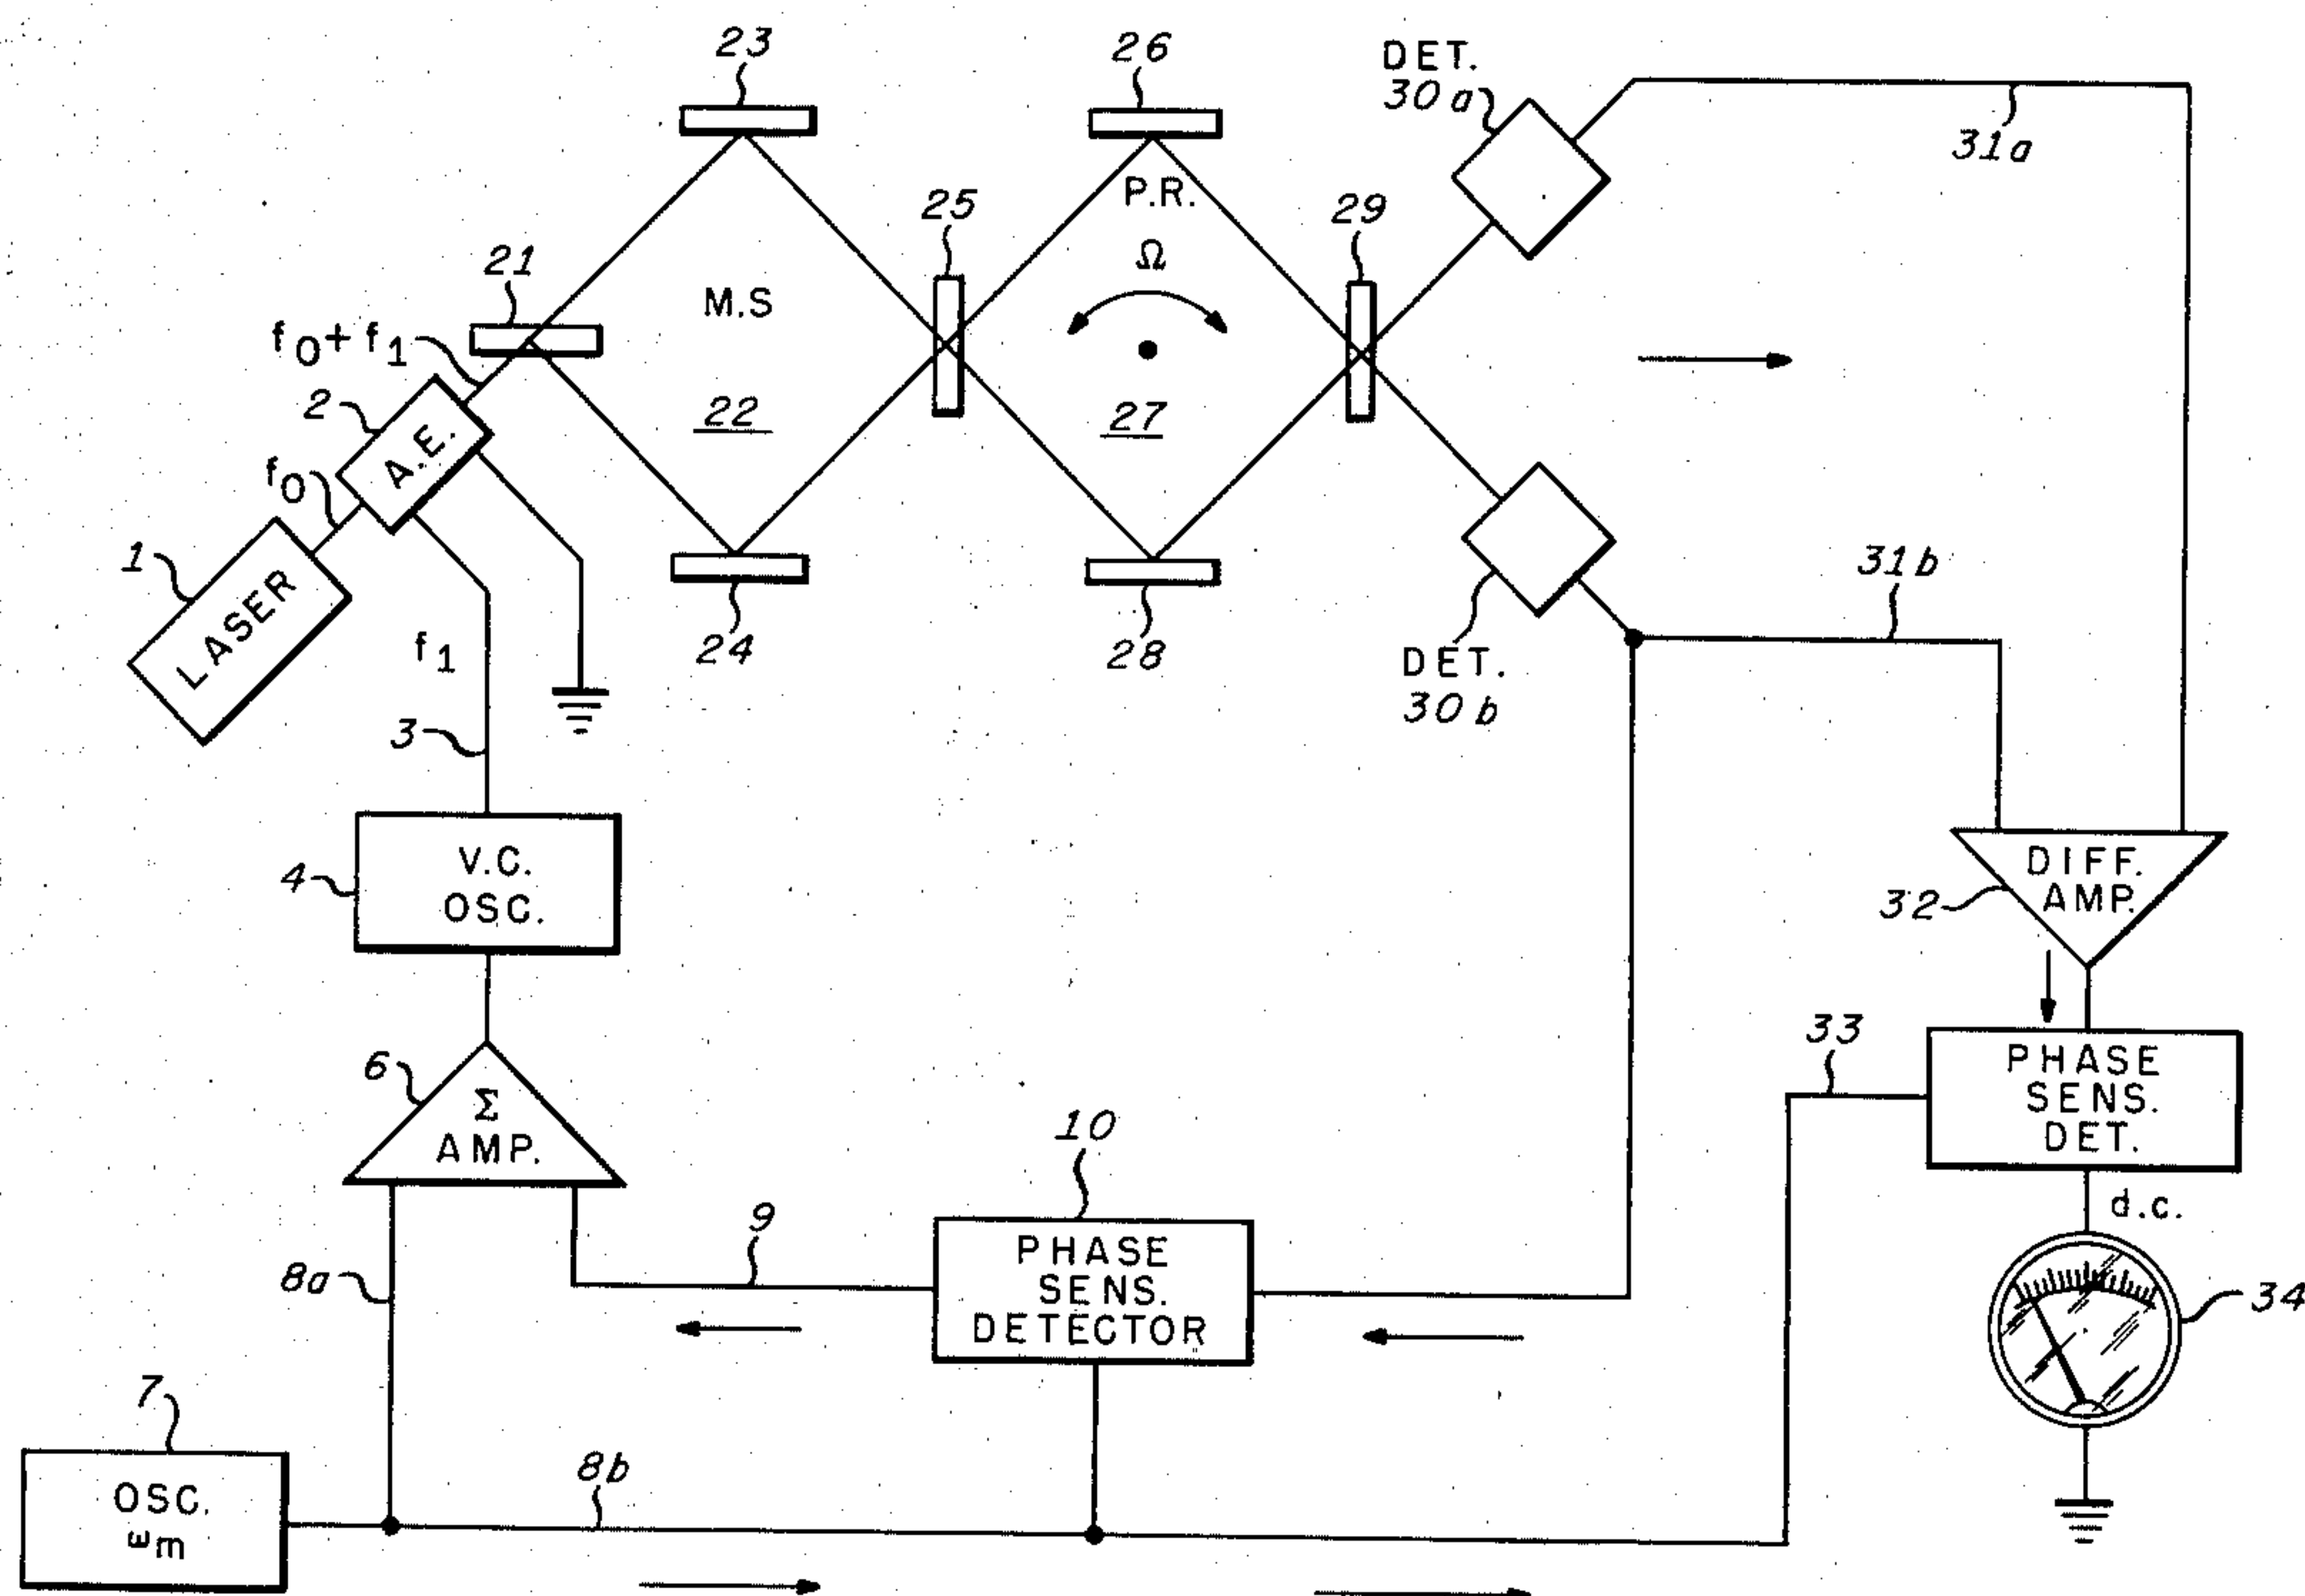 23
26
DET.
30a
31a
25
P.R.
29
21
Ω
M.S
f0+f1
2
22
27
A.E.
f0
1
LASER
31b
f1
24
28
DET.
30b
3
V.C.
OSC.
4
DIFF.
AMP.
32
33
6
Σ
AMP.
PHASE
SENS.
DET.
10
d.c.
9
8a
PHASE
SENS.
DETECTOR
34
7
8b
OSC.
ωm